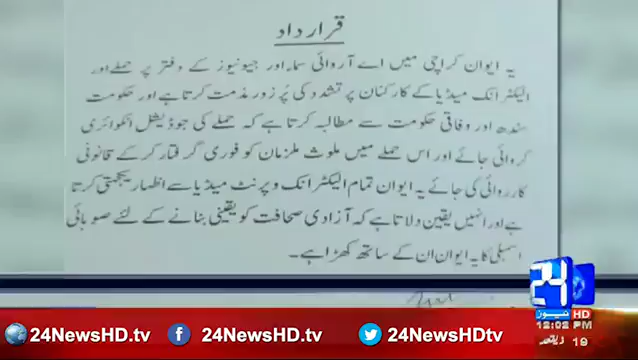 قرارداد
یہ ایوان کراچی میں اے آر وائی سماء اور جیو نیوز کے دفتر پر حملے اور
الیکٹرانک میڈیا کے کارکنان پر تشدد کی پُر زور مذمت کرتا ہے اور حکومت
سندھ اور وفاقی حکومت سے مطالبہ کرتا ہے کہ حملے کی جوڈیشل انکوائری
کروائی جائے اور اس حملے میں ملوث ملزمان کو فوری گرفتار کر کے قانونی
کارروائی کی جائے یہ ایوان تمام الیکٹرانک و پرنٹ میڈیا سے اظہار یکجہتی کرتا
ہے اور انہیں یقین دلاتا ہے کہ آزادی صحافت کو یقینی بنانے کے لئے صوبائی
اسمبلی کا یہ ایوان ان کے ساتھ کھڑا ہے۔
24 نیوز HD
12:02 PM
24NewsHD.tv 24NewsHD.tv 24NewsHDtv
19 ذیقعد